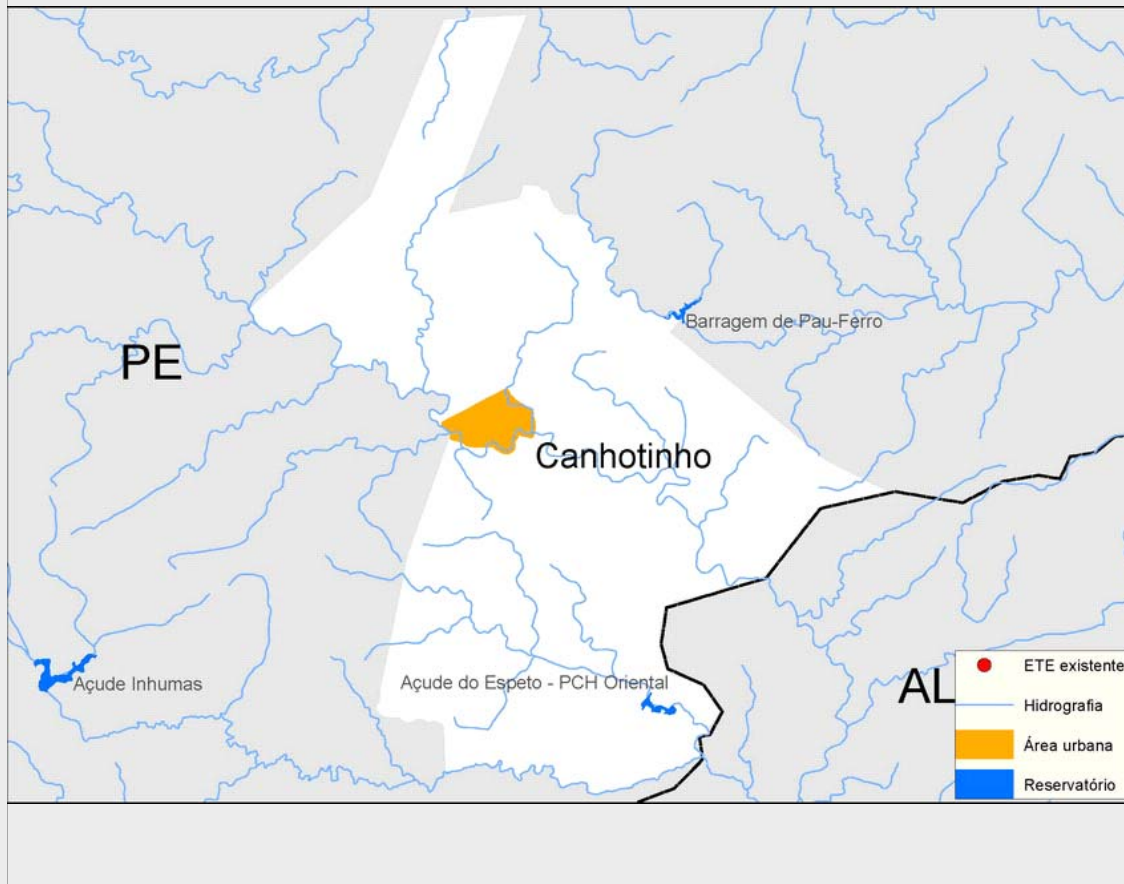 Barragem de Pau-Ferro
PE
Canhotinho
Açude Inhumas
Açude do Espeto - PCH Oriental
AL
ETE existente
Hidrografia
Área urbana
Reservatório